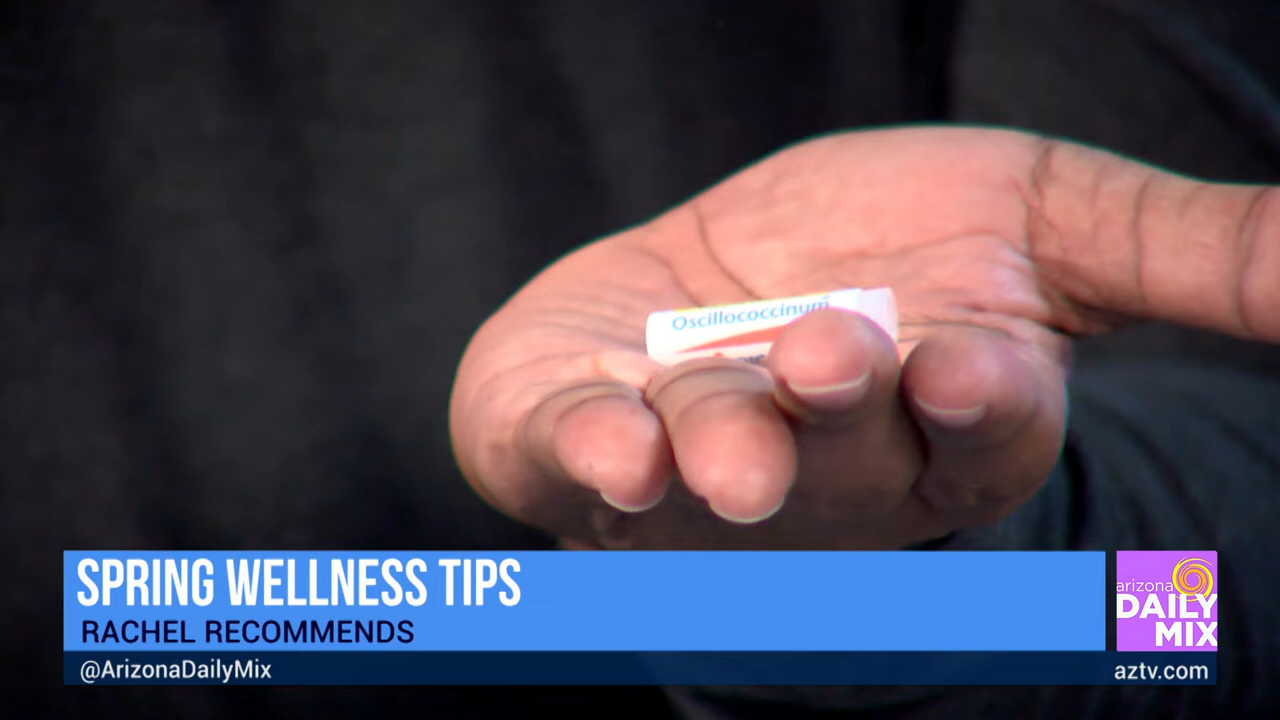 Oscillococcinum
SPRING WELLNESS TIPS
RACHEL RECOMMENDS
@ArizonaDailyMix
arizona
DAILY
MIX
aztv.com